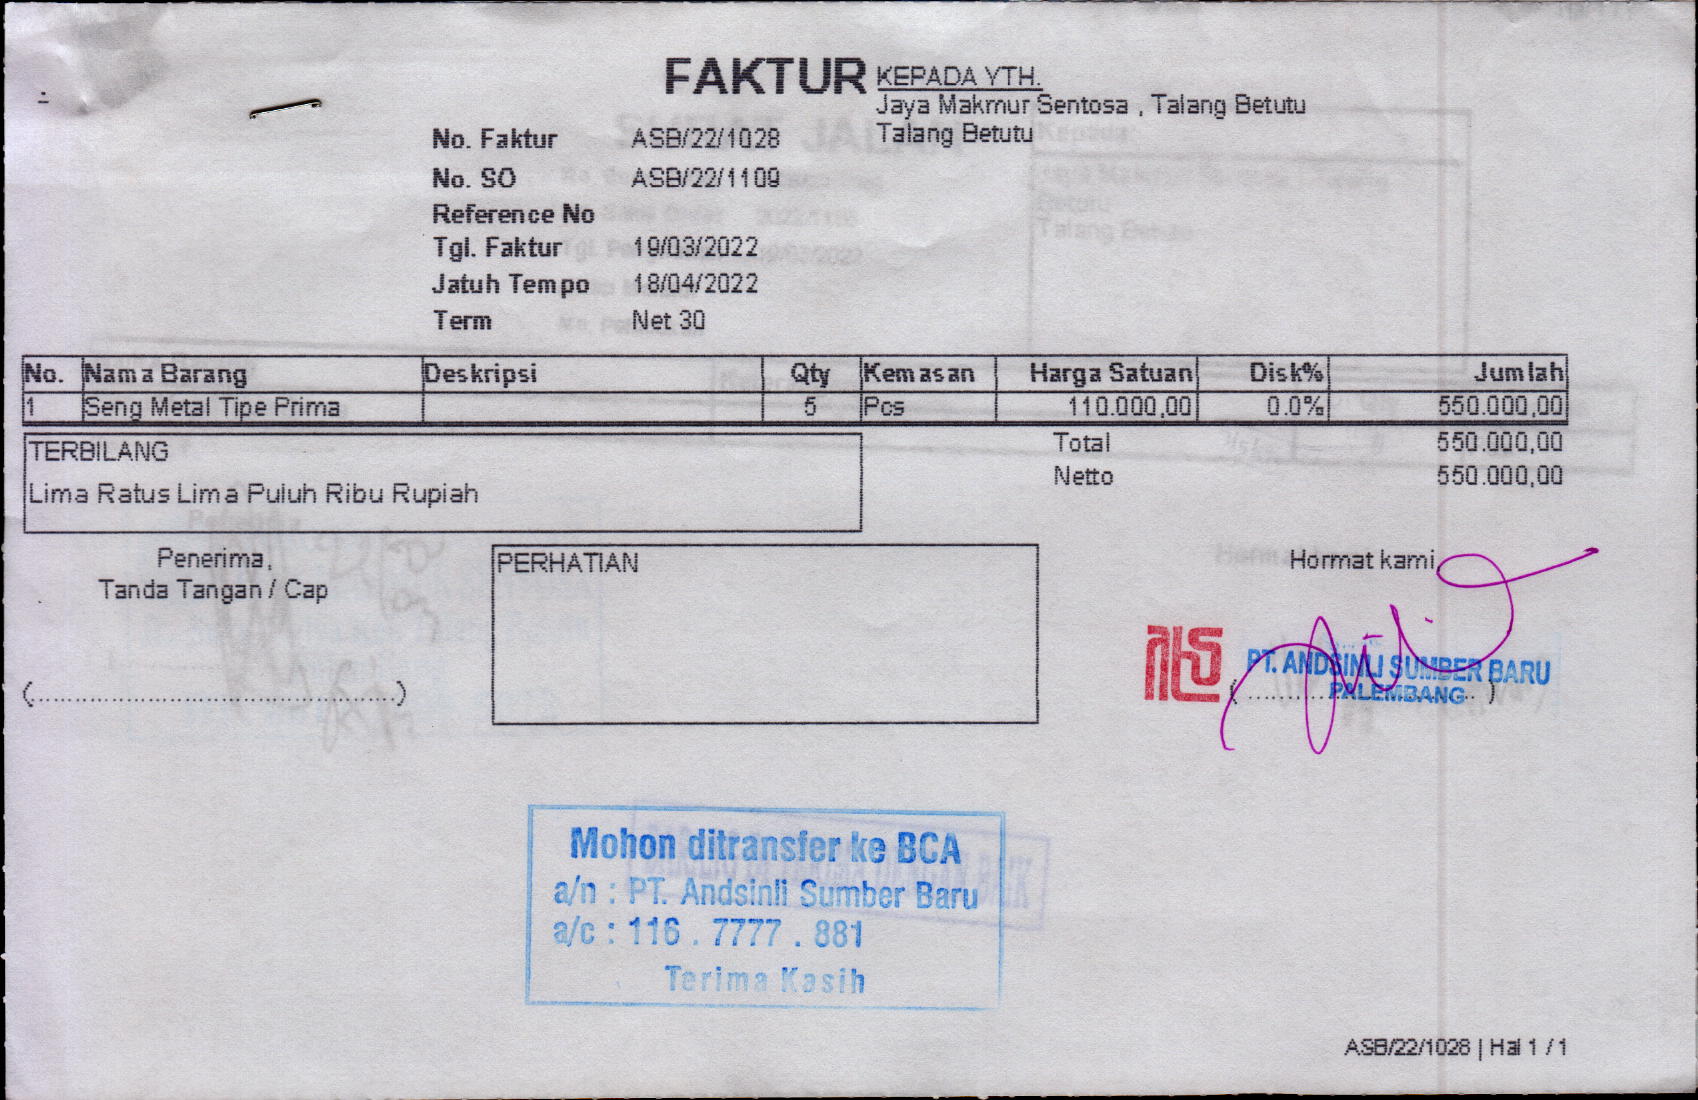 FAKTUR
KEPADA YTH.
Jaya Makmur Sentosa , Talang Betutu
Talang Betutu
No. Faktur ASB/22/1028
No. SO ASB/22/1109
Reference No
Tgl. Faktur 19/03/2022
Jatuh Tempo 18/04/2022
Term Net 30
No. Nama Barang Deskripsi Qty Kemasan Harga Satuan Disk% Jumlah
1 Seng Metal Tipe Prima 5 Pcs 110.000,00 0.0% 550.000,00
TERBILANG
Lima Ratus Lima Puluh Ribu Rupiah
Total 550.000,00
Netto 550.000,00
Penerima,
Tanda Tangan / Cap
(....................................................)
PERHATIAN
Hormat kami,
PT. ANDSINLI SUMBER BARU
PALEMBANG
Mohon ditransfer ke BCA
a/n : PT. Andsinli Sumber Baru
a/c : 116 . 7777 . 881
Terima Kasih
ASB/22/1028 | Hal 1 / 1